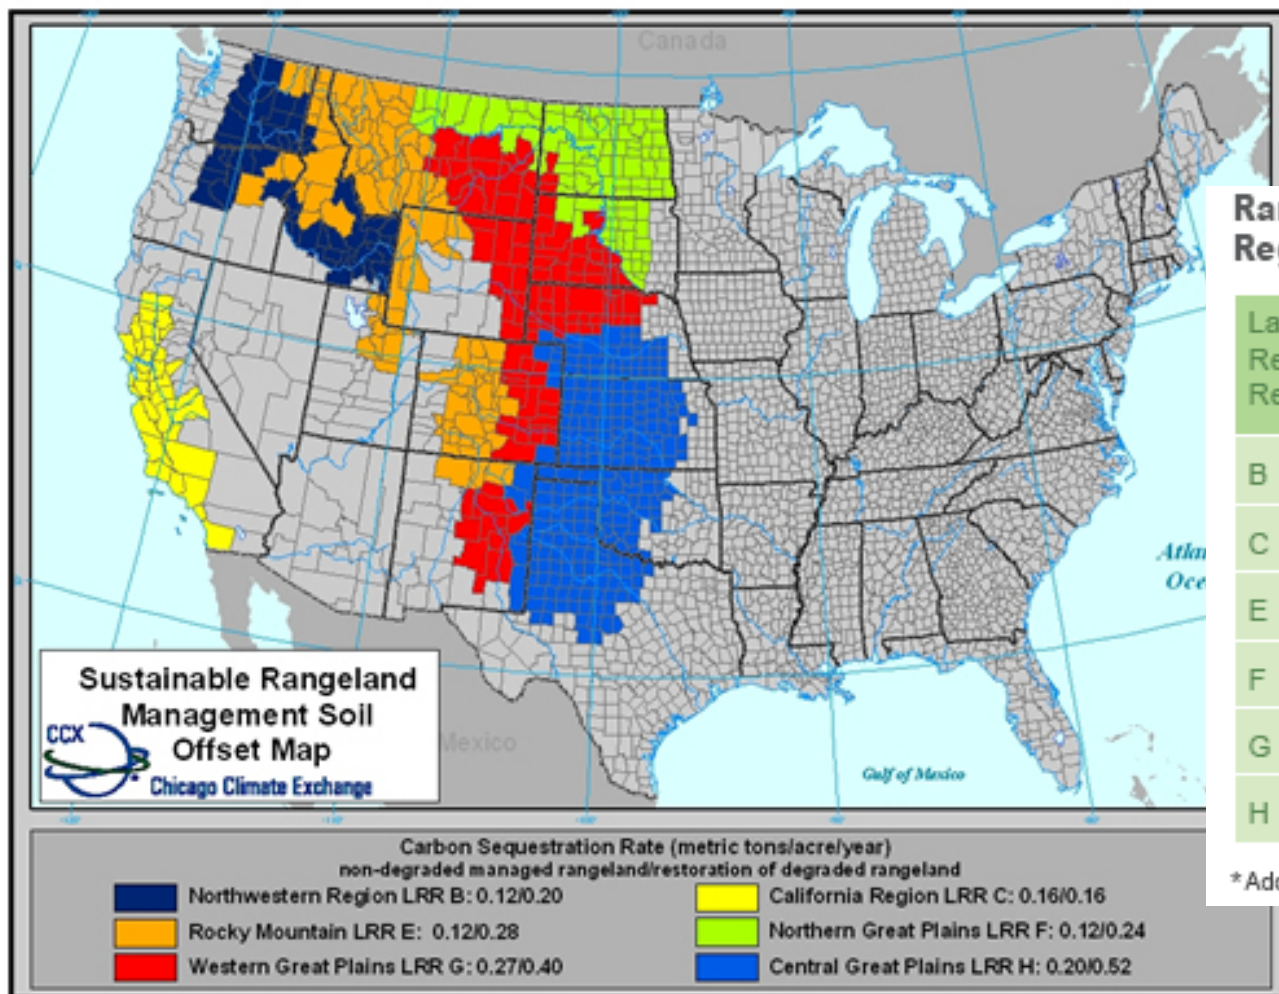 Canada
Atla
Oce
Mexico
Gulf of Mexico
Sustainable Rangeland
Management Soil
Offset Map
CCX
Chicago Climate Exchange
Carbon Sequestration Rate (metric tons/acre/year)
non-degraded managed rangeland/restoration of degraded rangeland
Northwestern Region LRR B: 0.12/0.20
California Region LRR C: 0.16/0.16
Rocky Mountain LRR E: 0.12/0.28
Northern Great Plains LRR F: 0.12/0.24
Western Great Plains LRR G: 0.27/0.40
Central Great Plains LRR H: 0.20/0.52
Ra
Reg
La
Re
Re
B
C
E
F
G
H
*Add